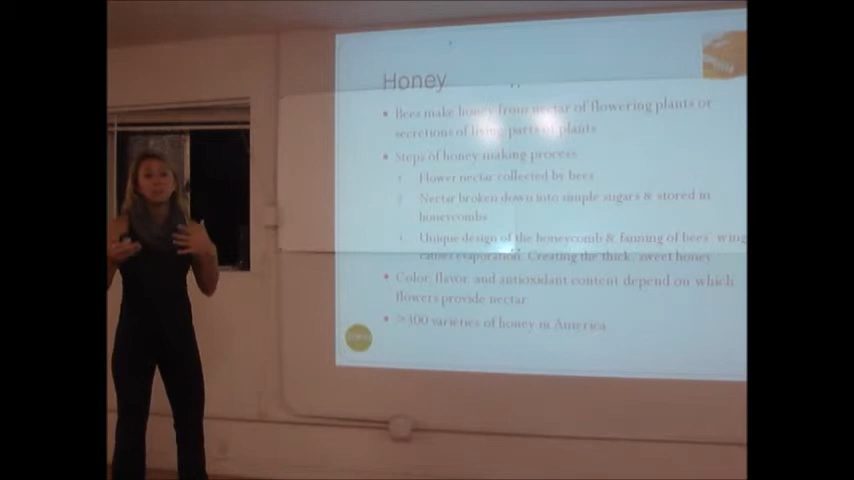 Honey
• Bees make honey from nectar of flowering plants or
secretions of living parts of plants
• Steps of honey making process
Flower nectar collected by bees
Nectar broken down into simple sugars & stored in
honeycombs
Unique design of the honeycomb & fanning of bees' wing
causes evaporation. Creating the thick, sweet honey
• Color, flavor, and antioxidant content depend on which
flowers provide nectar
• >300 varieties of honey in America